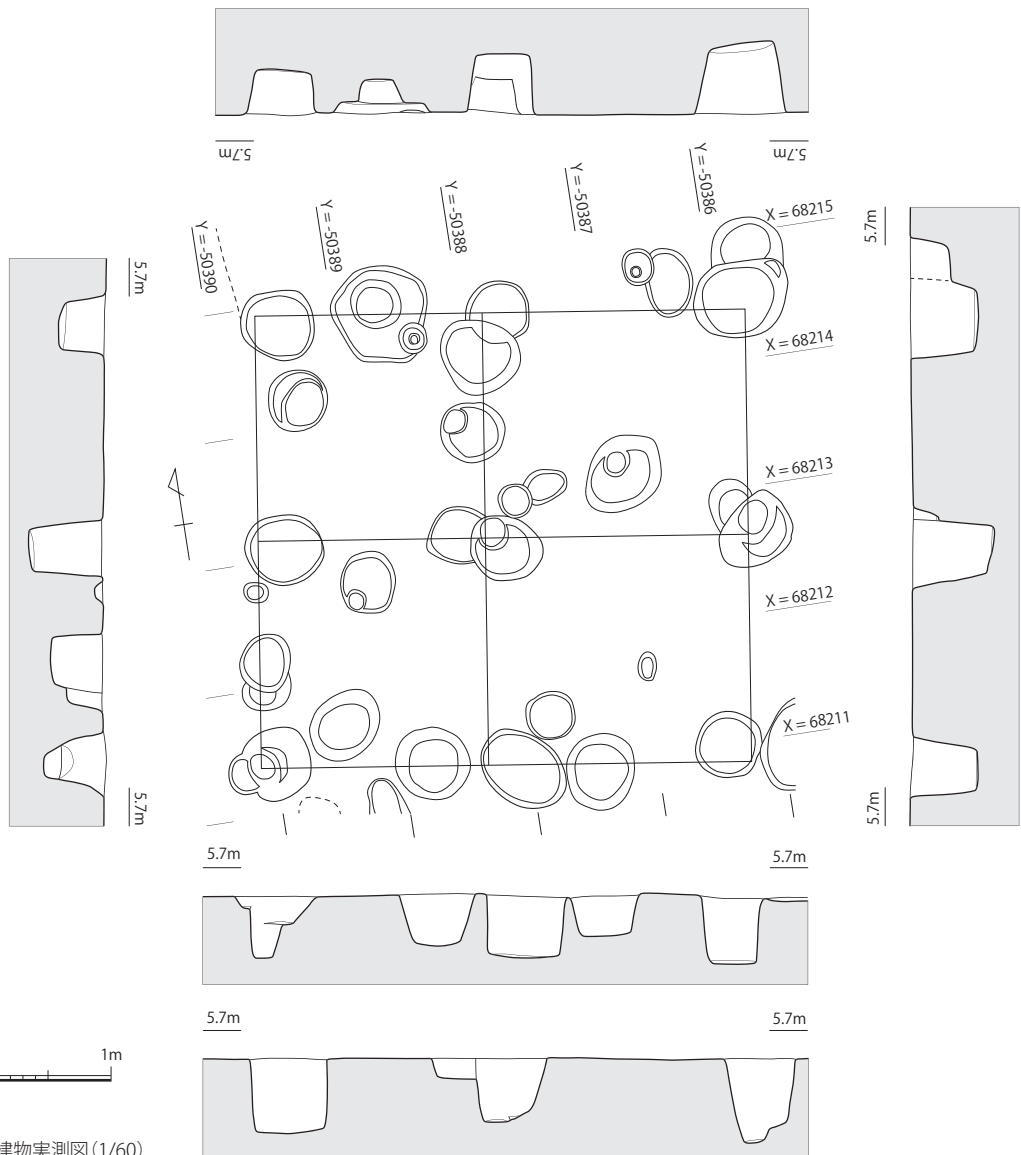 5.7m
5.7m
Y = -50390
Y = -50389
Y = -50388
Y = -50387
Y = -50386
X = 68215
5.7m
5.7m
X = 68214
X = 68213
X = 68212
X = 68211
5.7m
5.7m
5.7m
5.7m
5.7m
5.7m
1m
建物実測図(1/60)